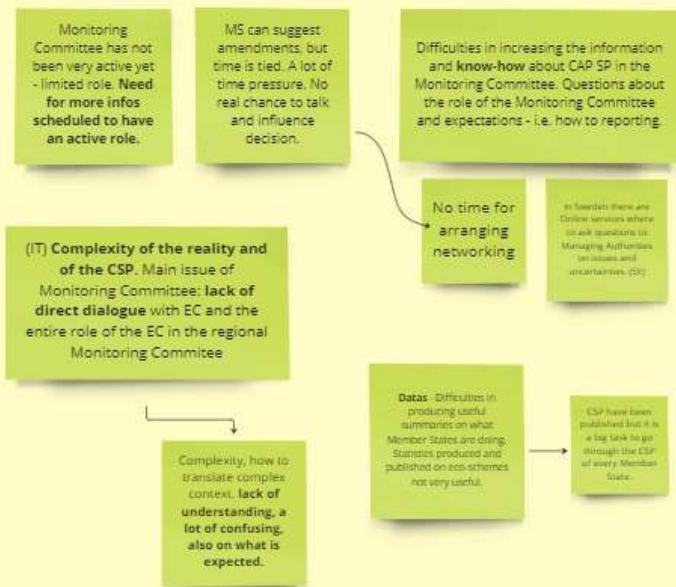 Monitoring
Committee has not
been very active yet
- limited role. Need
for more infos
scheduled to have
an active role.
MS can suggest
amendments, but
time is tied. A lot of
time pressure. No
real chance to talk
and influence
decision.
Difficulties in increasing the information
and know-how about CAP SP in the
Monitoring Committee. Questions about
the role of the Monitoring Committee
and expectations - i.e. how to reporting.
No time for
arranging
networking
In Sweden there are
Online services where
to ask questions to
Managing Authorities
on issues and
uncertainties. (SE)
(IT) Complexity of the reality and
of the CSP. Main issue of
Monitoring Committee: lack of
direct dialogue with EC and the
entire role of the EC in the regional
Monitoring Commitee
Datas - Difficulties in
producing useful
summaries on what
Member States are doing.
Statistics produced and
published on eco-schemes
not very useful.
CSP have been
published but it is
a big task to go
through the CSP
of every Member
State.
Complexity, how to
translate complex
context. lack of
understanding, a
lot of confusing,
also on what is
expected.